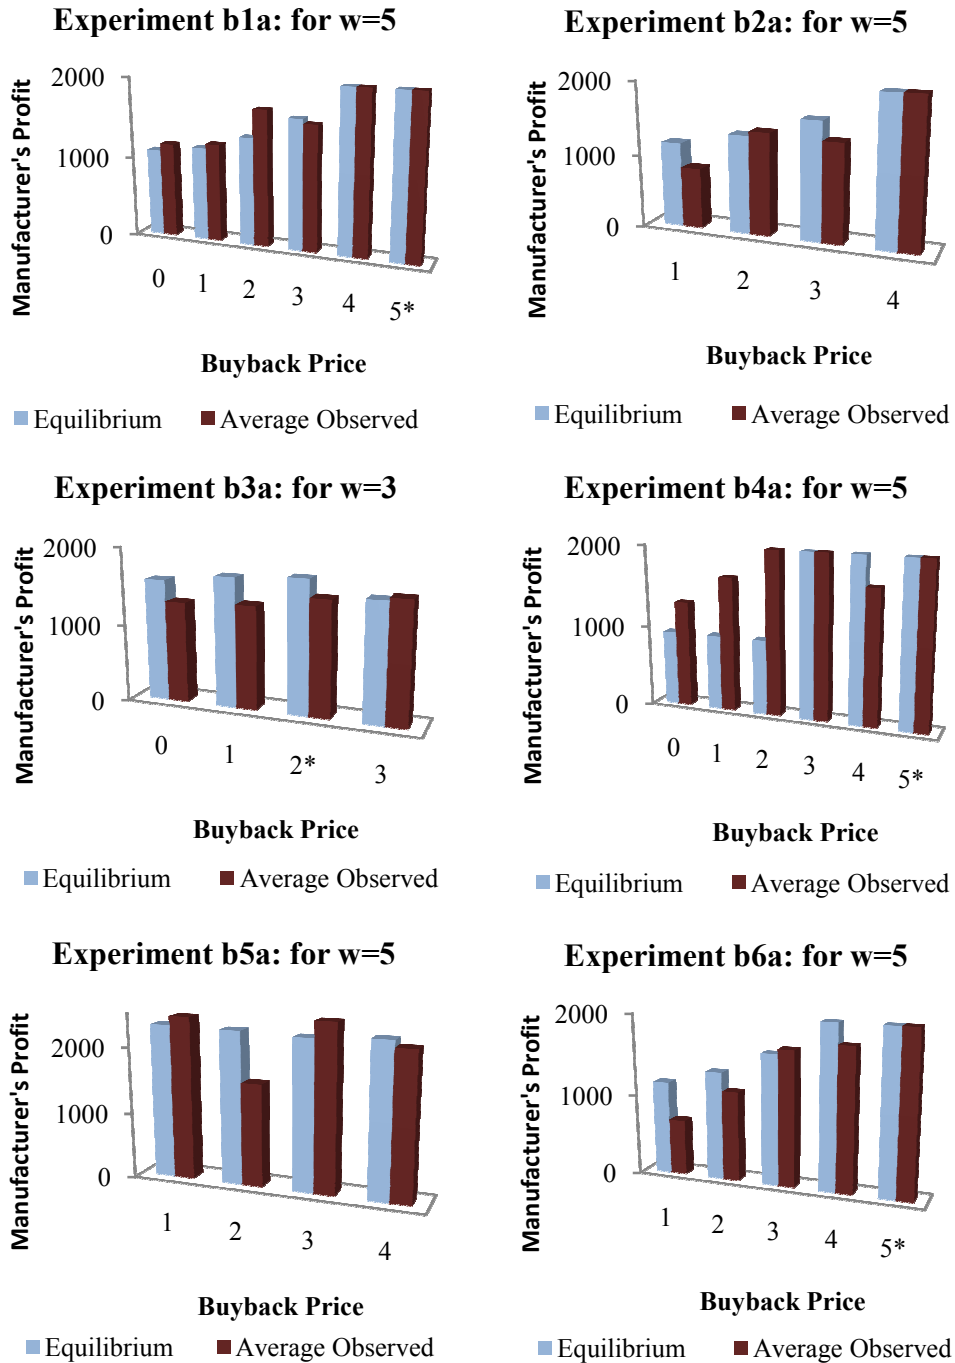 Experiment b1a: for w=5
Manufacturer's Profit
2000
1000
0
0 1 2 3 4 5*
Buyback Price
Equilibrium Average Observed
Experiment b2a: for w=5
Manufacturer's Profit
2000
1000
0
1 2 3 4
Buyback Price
Equilibrium Average Observed
Experiment b3a: for w=3
Manufacturer's Profit
2000
1000
0
0 1 2* 3
Buyback Price
Equilibrium Average Observed
Experiment b4a: for w=5
Manufacturer's Profit
2000
1000
0
0 1 2 3 4 5*
Buyback Price
Equilibrium Average Observed
Experiment b5a: for w=5
Manufacturer's Profit
2000
1000
0
1 2 3 4
Buyback Price
Equilibrium Average Observed
Experiment b6a: for w=5
Manufacturer's Profit
2000
1000
0
1 2 3 4 5*
Buyback Price
Equilibrium Average Observed